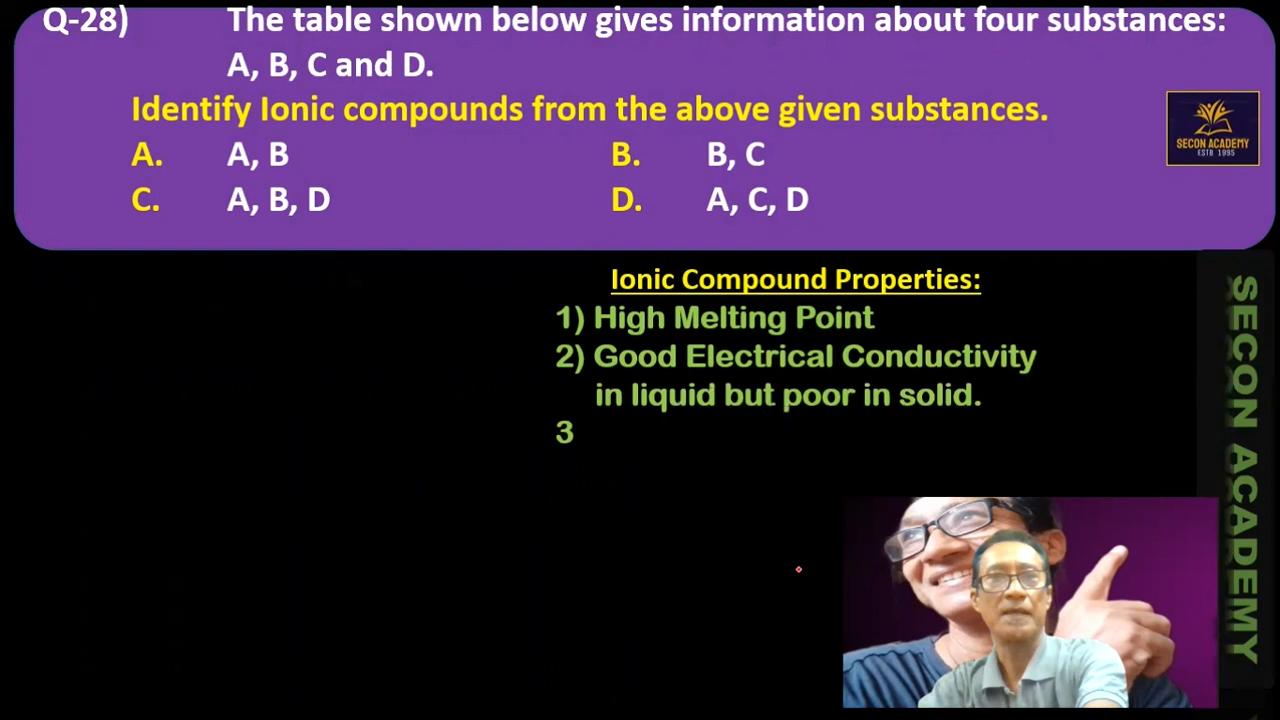 Q-28) The table shown below gives information about four substances:
A, B, C and D.
Identify Ionic compounds from the above given substances.
A. A, B B. B, C
C. A, B, D D. A, C, D
SECON ACADEMY
ESTB 1995
Ionic Compound Properties:
1) High Melting Point
2) Good Electrical Conductivity
in liquid but poor in solid.
3
SECON ACADEMY